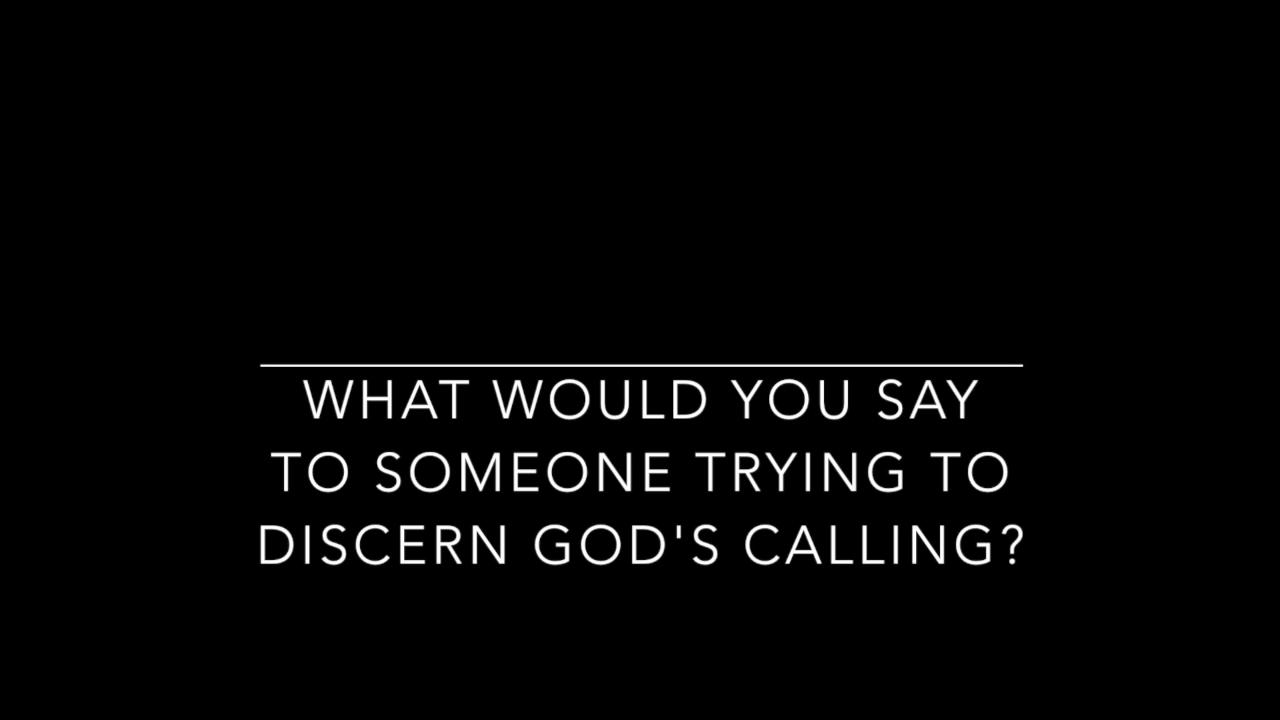 WHAT WOULD YOU SAY
TO SOMEONE TRYING TO
DISCERN GOD'S CALLING?